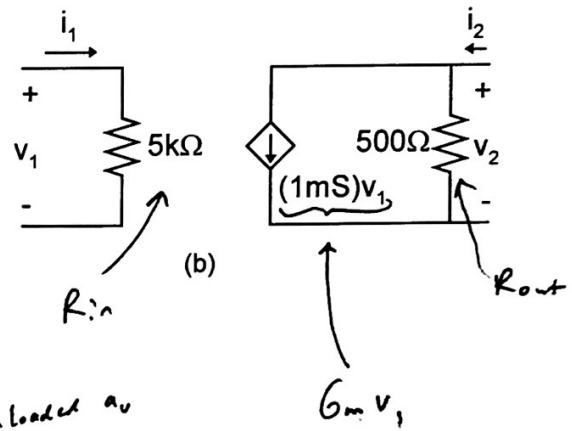 i₁
i₂
+
+
v₁
5kΩ
500Ω
v₂
(1mS)v₁
-
-
(b)
Rin
Rout
loaded av
Gm v₁